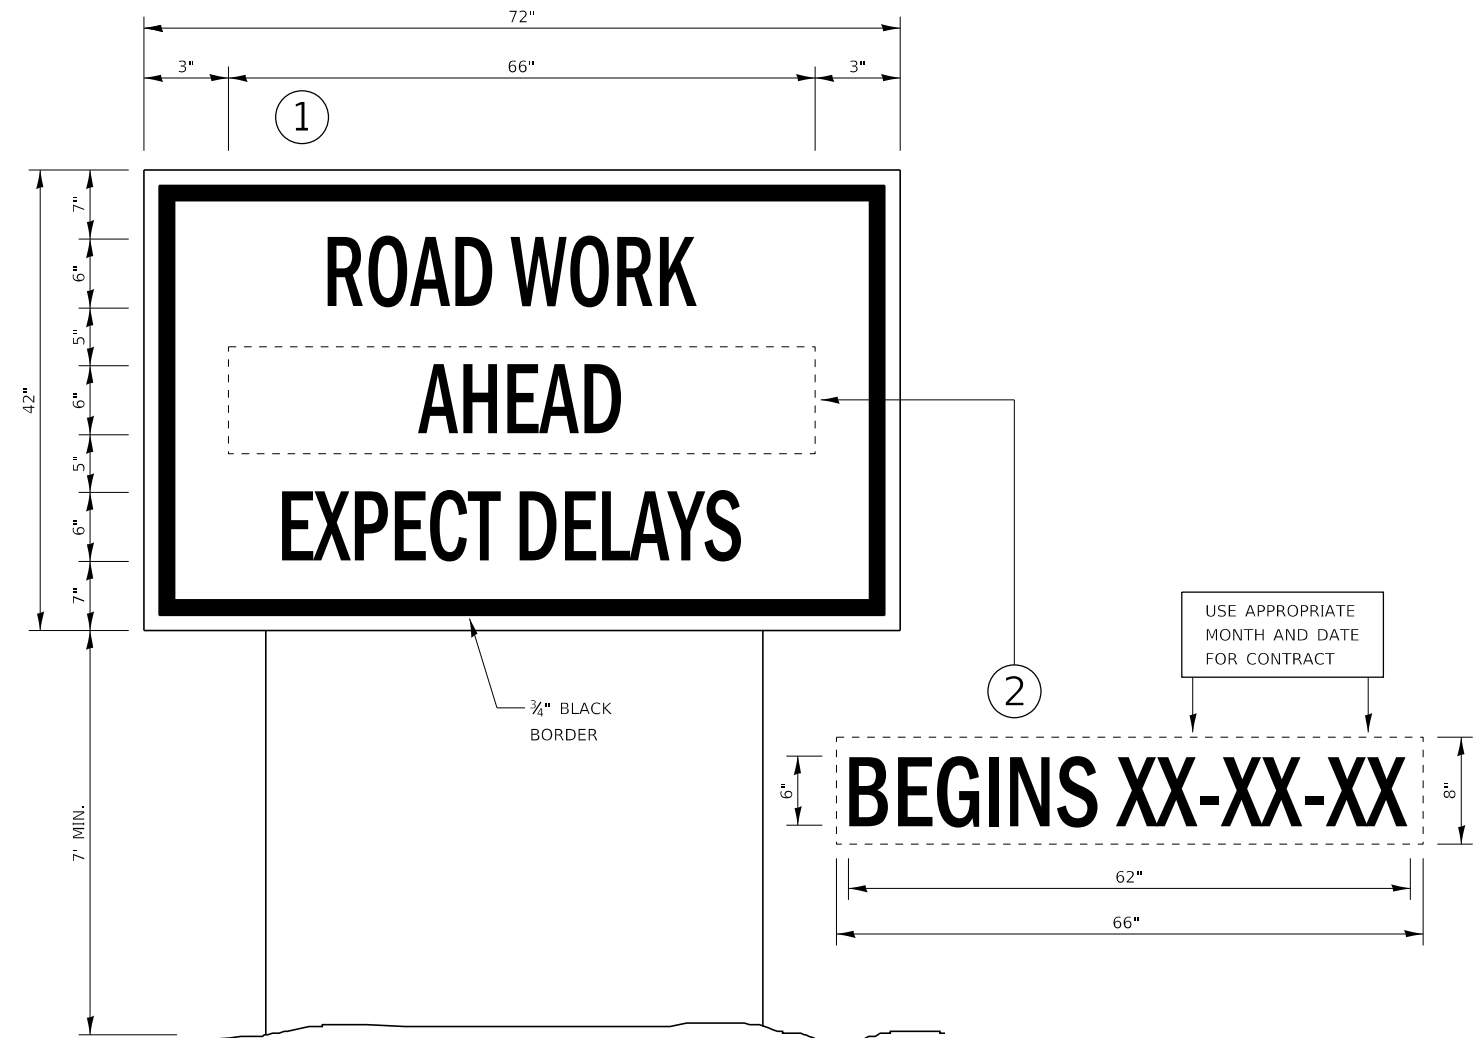 72"
3" 66" 3"
1
7"
6"
5"
6"
5"
6"
7"
42"
ROAD WORK
AHEAD
EXPECT DELAYS
¾" BLACK
BORDER
7' MIN.
2
USE APPROPRIATE
MONTH AND DATE
FOR CONTRACT
6"
BEGINS XX-XX-XX
8"
62"
66"